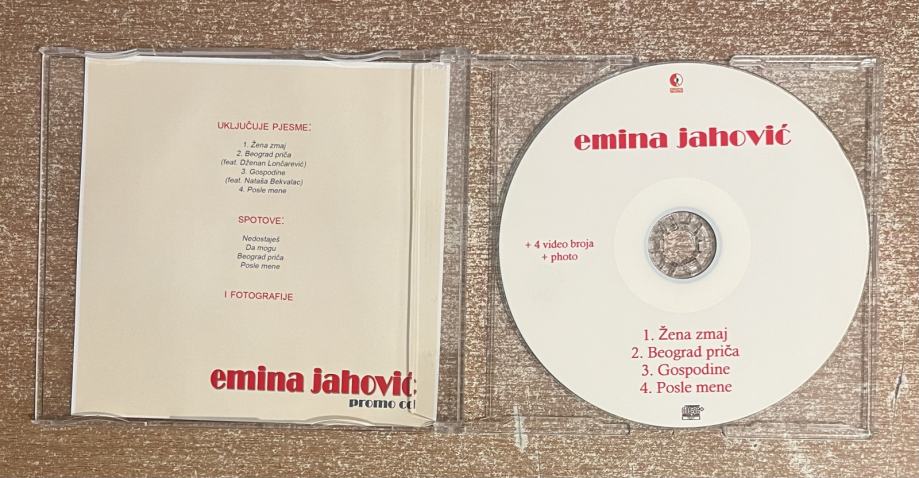 UKLJUČUJE PJESME:
1. Žena zmaj
2. Beograd priča
(feat. Dženan Lončarević)
3. Gospodine
(feat. Nataša Bekvalac)
4. Posle mene
SPOTOVE:
Nedostaješ
Da mogu
Beograd priča
Posle mene
I FOTOGRAFIJE
emina jahović
promo cd
emina jahović
+ 4 video broja
+ photo
1. Žena zmaj
2. Beograd priča
3. Gospodine
4. Posle mene